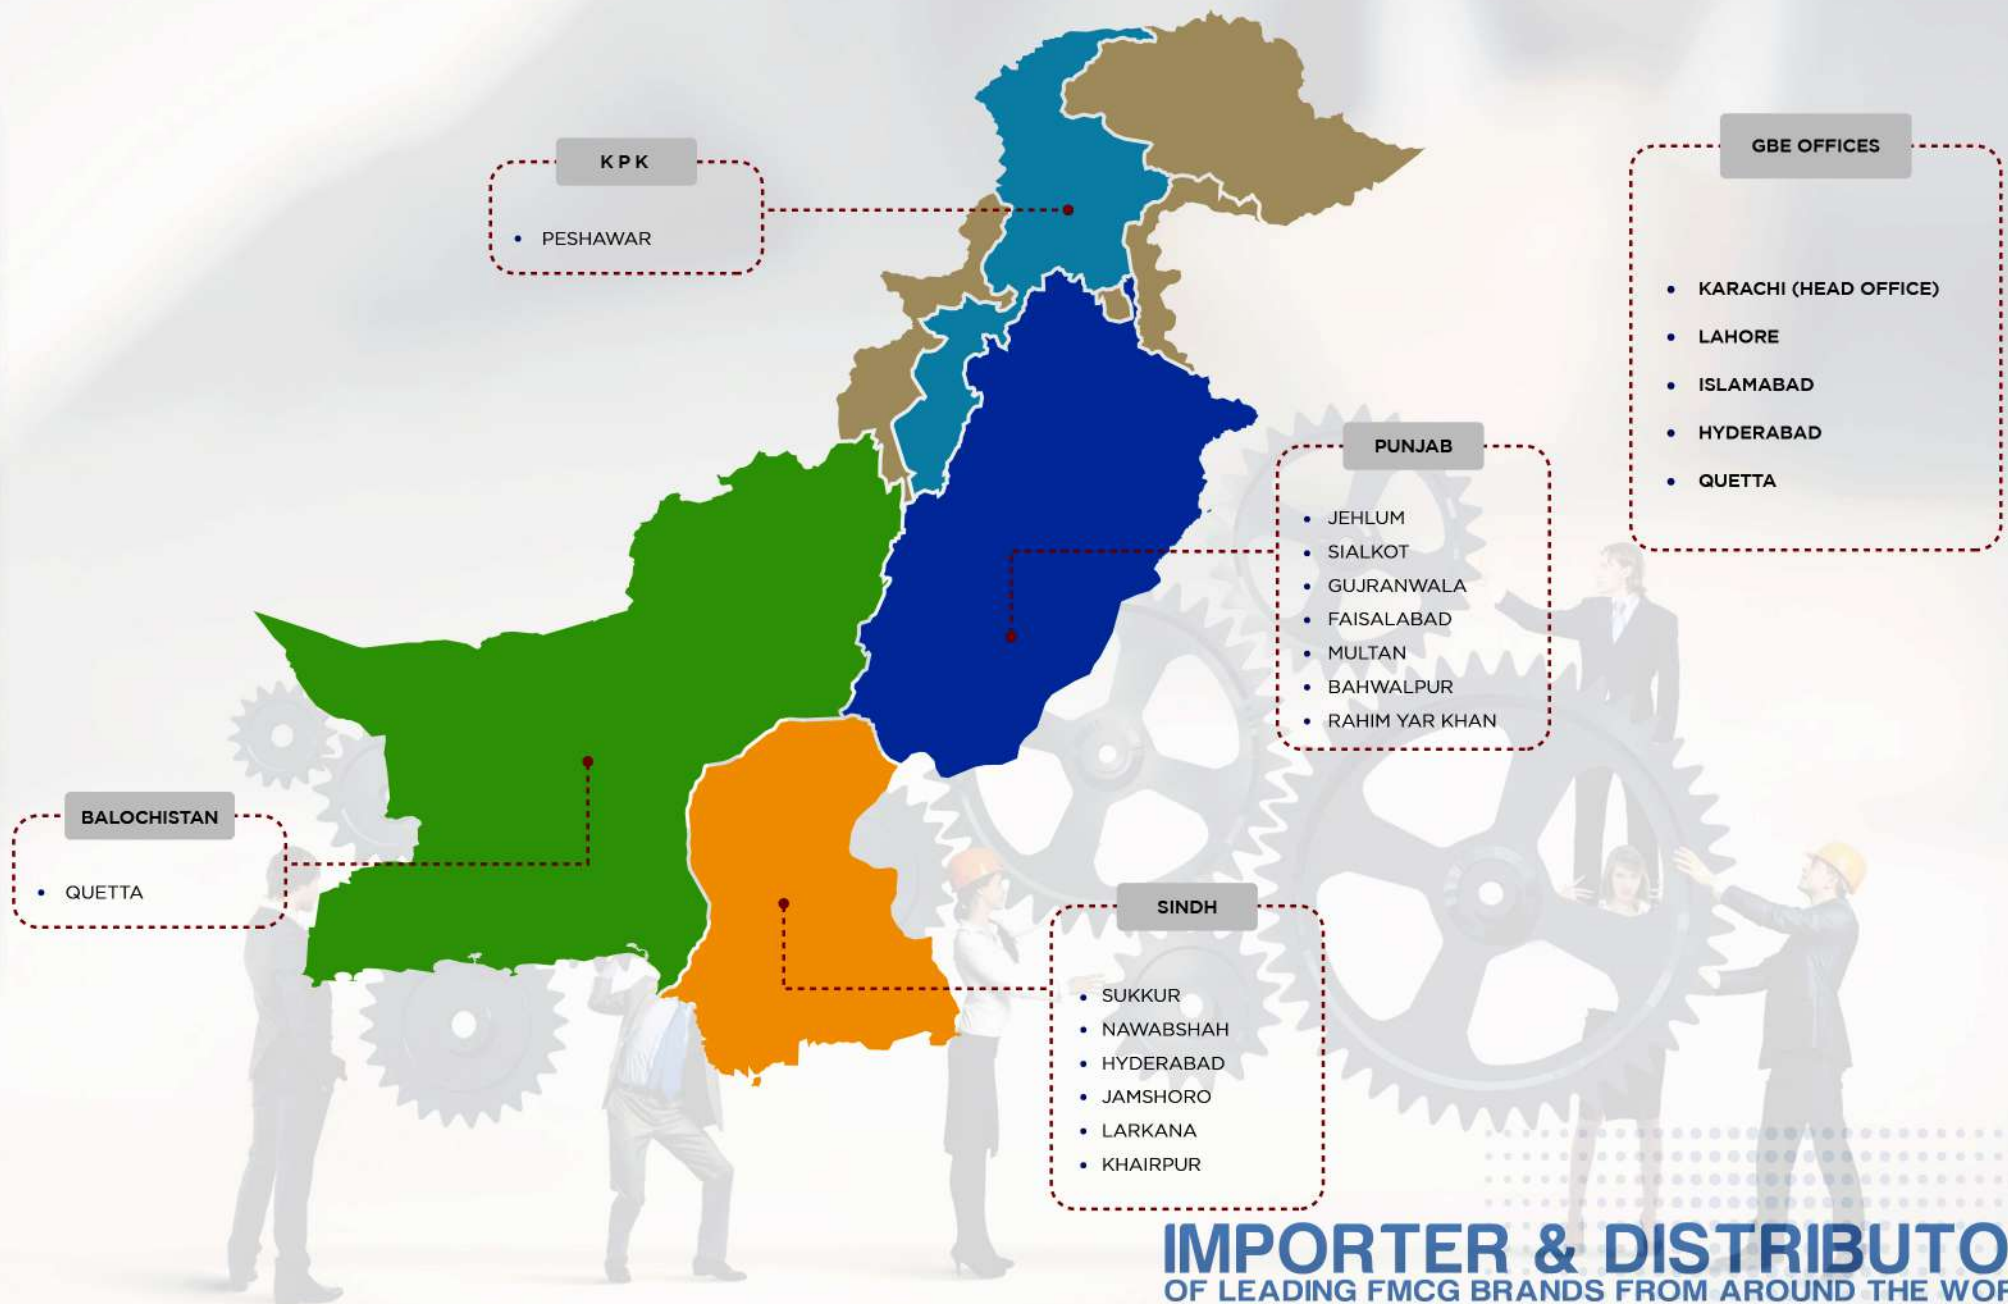 K P K
PESHAWAR
GBE OFFICES
KARACHI (HEAD OFFICE)
LAHORE
ISLAMABAD
HYDERABAD
QUETTA
PUNJAB
JEHLUM
SIALKOT
GUJRANWALA
FAISALABAD
MULTAN
BAHWALPUR
RAHIM YAR KHAN
BALOCHISTAN
QUETTA
SINDH
SUKKUR
NAWABSHAH
HYDERABAD
JAMSHORO
LARKANA
KHAIRPUR
IMPORTER & DISTRIBUTO
OF LEADING FMCG BRANDS FROM AROUND THE WOR